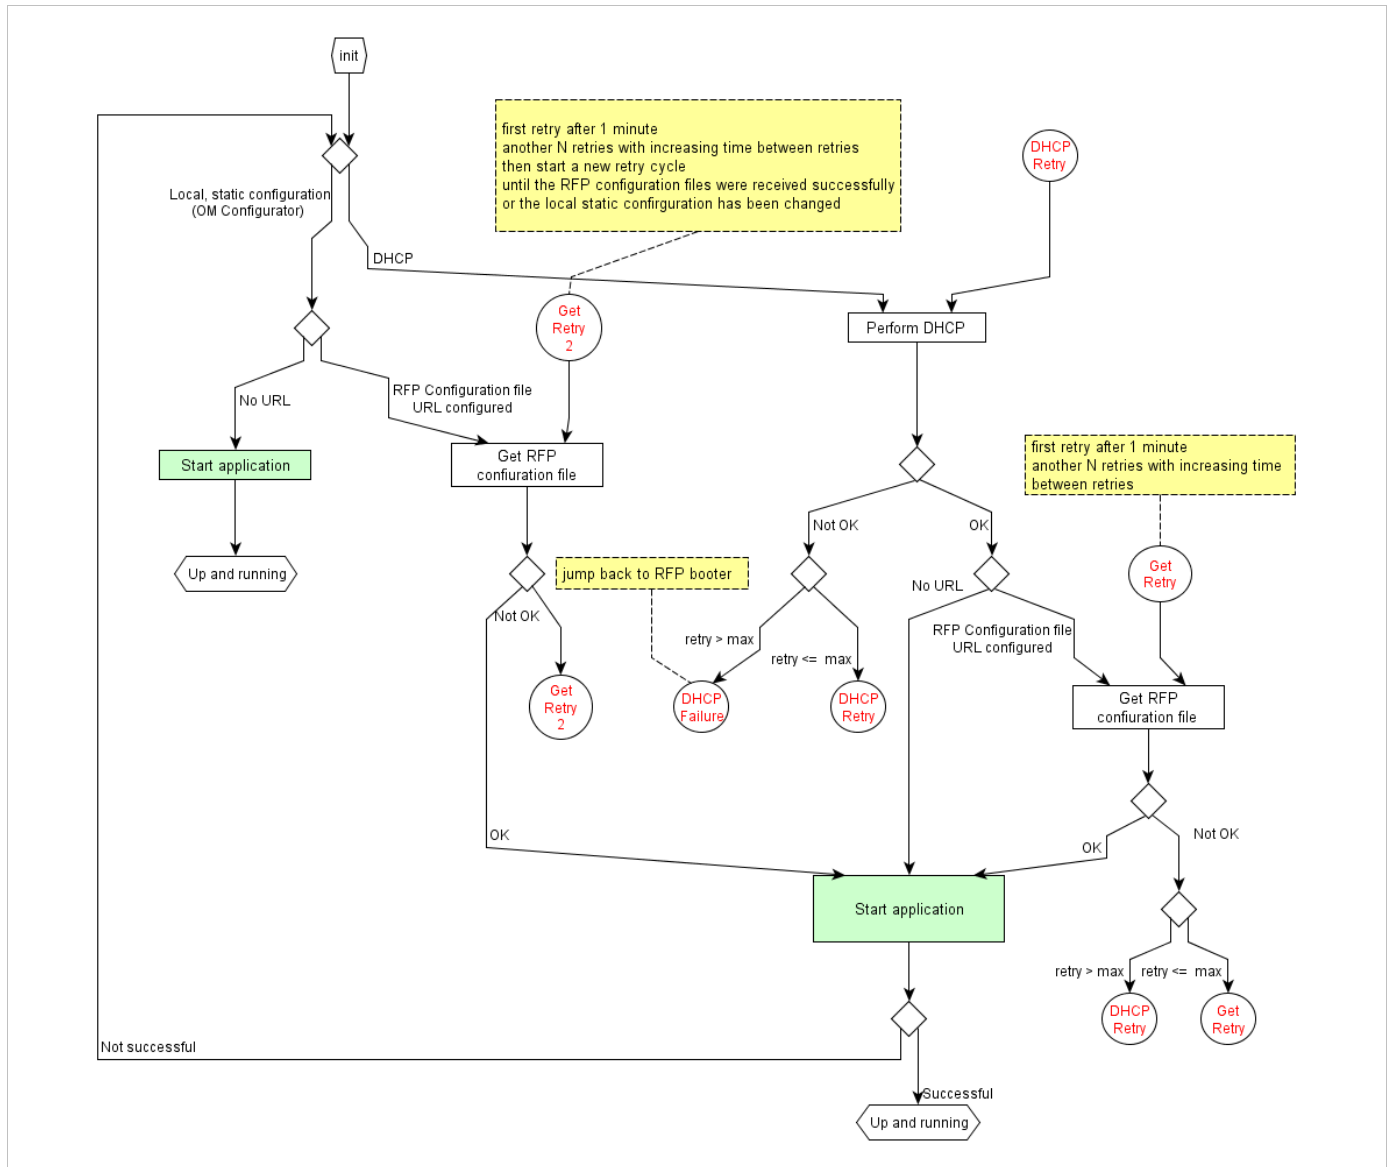 init
first retry after 1 minute
another N retries with increasing time between retries
then start a new retry cycle
until the RFP configuration files were received successfully
or the local static confirguration has been changed
DHCP
Retry
Local, static configuration
(OM Configurator)
DHCP
Get
Retry
2
Perform DHCP
No URL
RFP Configuration file
URL configured
Start application
Get RFP
confiuration file
first retry after 1 minute
another N retries with increasing time
between retries
Not OK
OK
Up and running
jump back to RFP booter
Get
Retry
No URL
Not OK
RFP Configuration file
URL configured
retry > max
retry <=  max
Get
Retry
2
DHCP
Failure
DHCP
Retry
Get RFP
confiuration file
OK
OK
Not OK
Start application
retry > max
retry <=  max
DHCP
Retry
Get
Retry
Not successful
Successful
Up and running